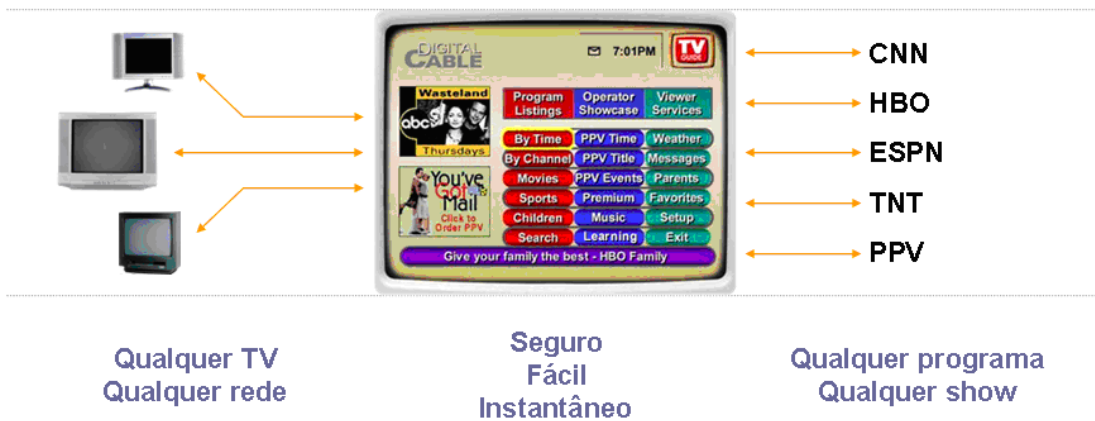 DIGITAL
CABLE
7:01PM
TV
GUIDE
Wasteland
abc
Thursdays
You've
Got
Mail
Click to
Order PPV
Program
Listings
Operator
Showcase
Viewer
Services
By Time
PPV Time
Weather
By Channel
PPV Title
Messages
Movies
PPV Events
Parents
Sports
Premium
Favorites
Children
Music
Setup
Search
Learning
Exit
Give your family the best - HBO Family
CNN
HBO
ESPN
TNT
PPV
Qualquer TV
Qualquer rede
Seguro
Fácil
Instantâneo
Qualquer programa
Qualquer show